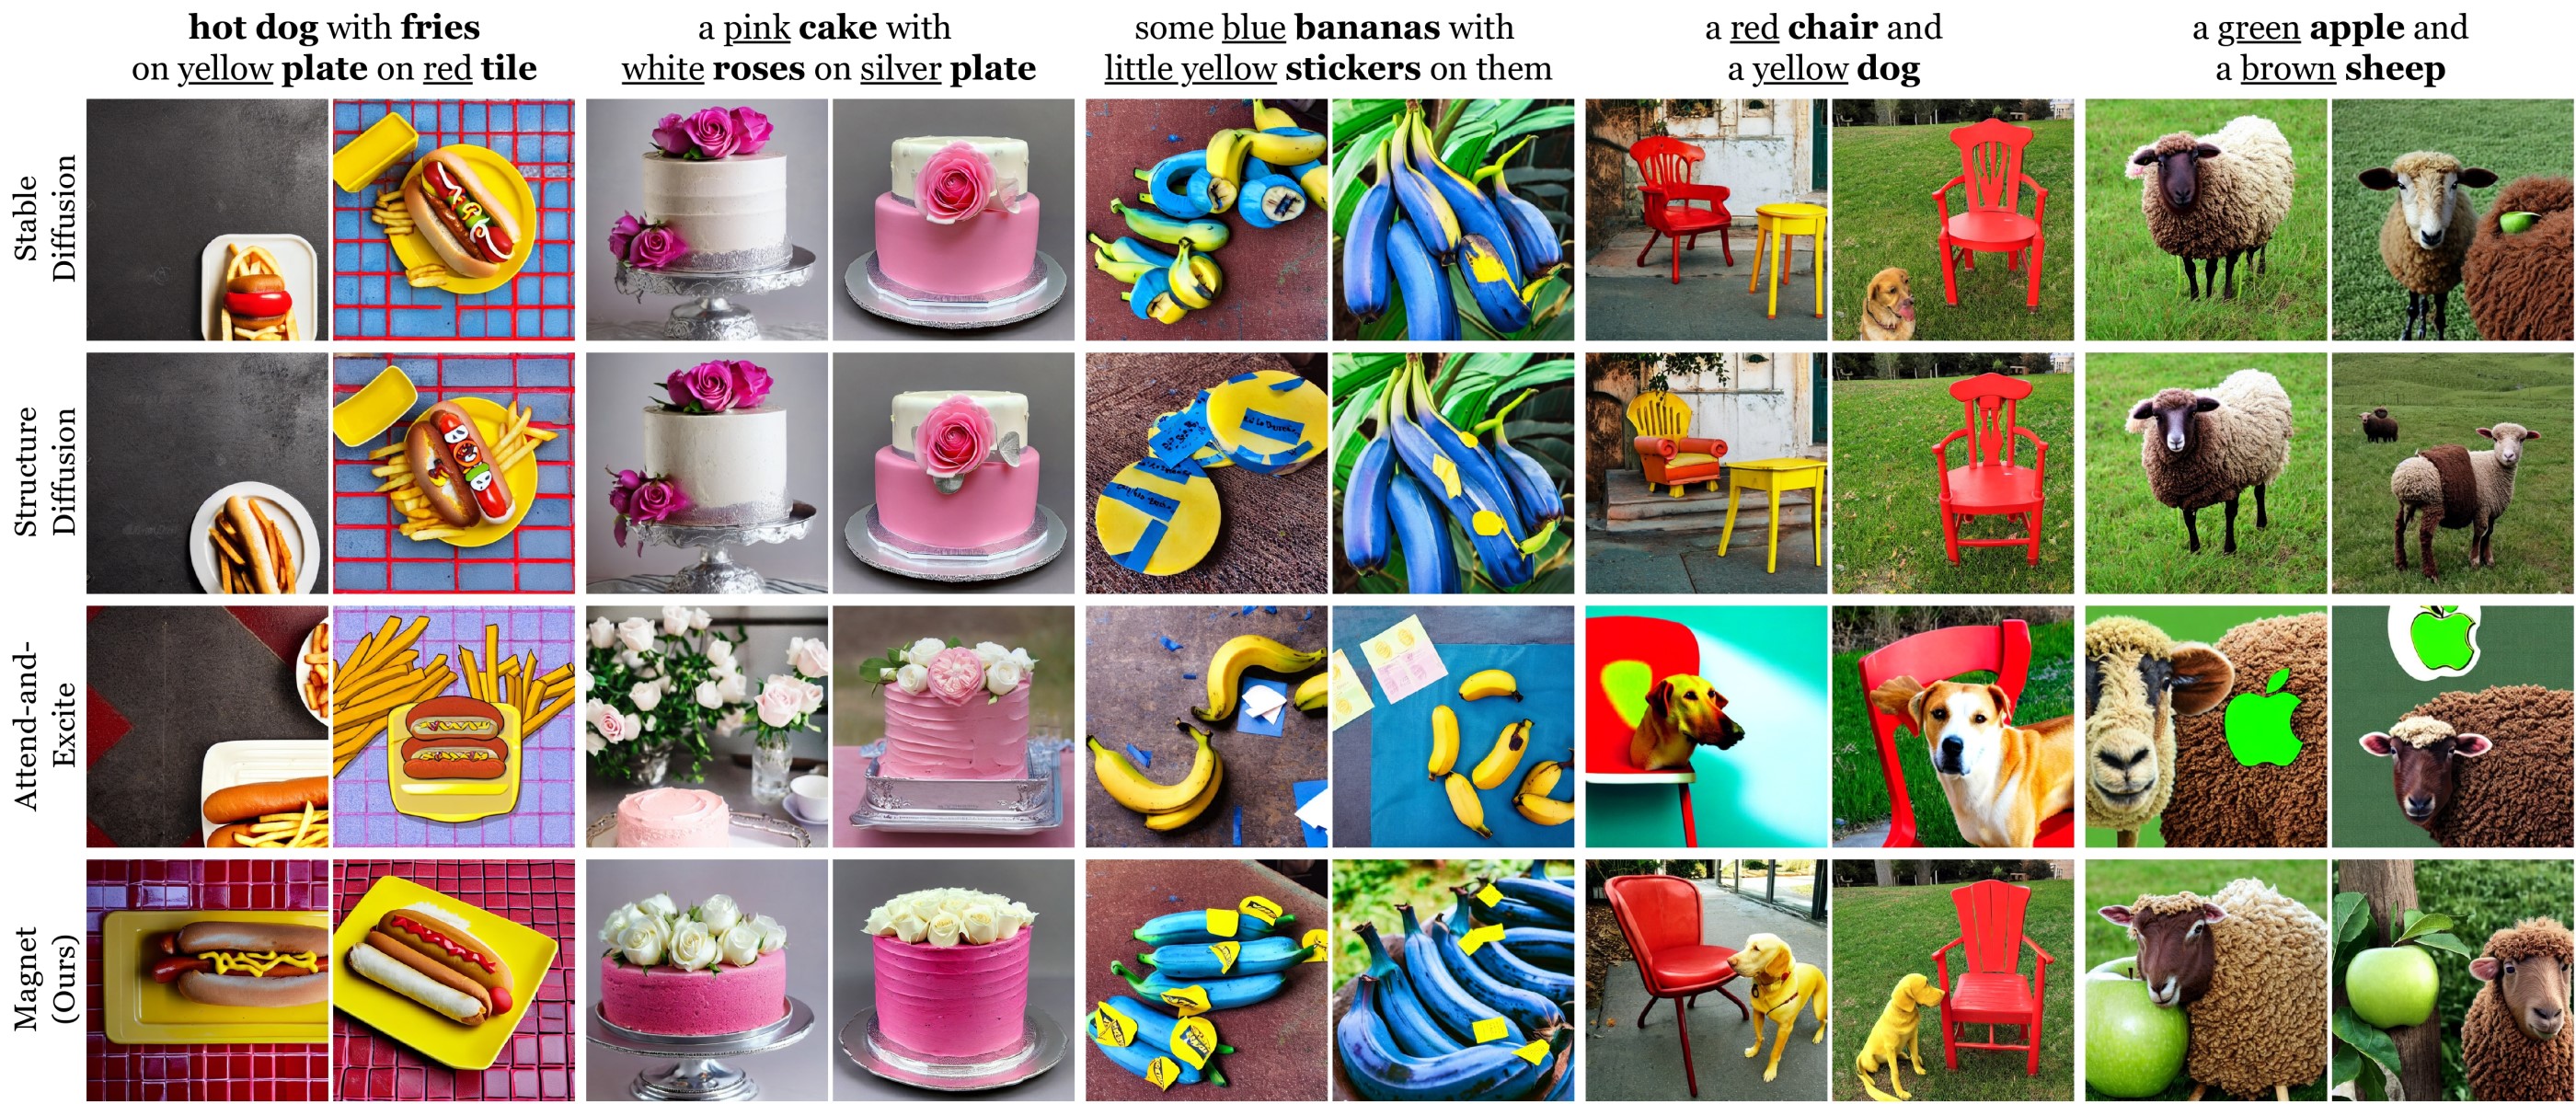 hot dog with fries
on yellow plate on red tile
a pink cake with
white roses on silver plate
some blue bananas with
little yellow stickers on them
a red chair and
a yellow dog
a green apple and
a brown sheep
Stable
Diffusion
Structure
Diffusion
Attend-and-
Excite
Magnet
(Ours)